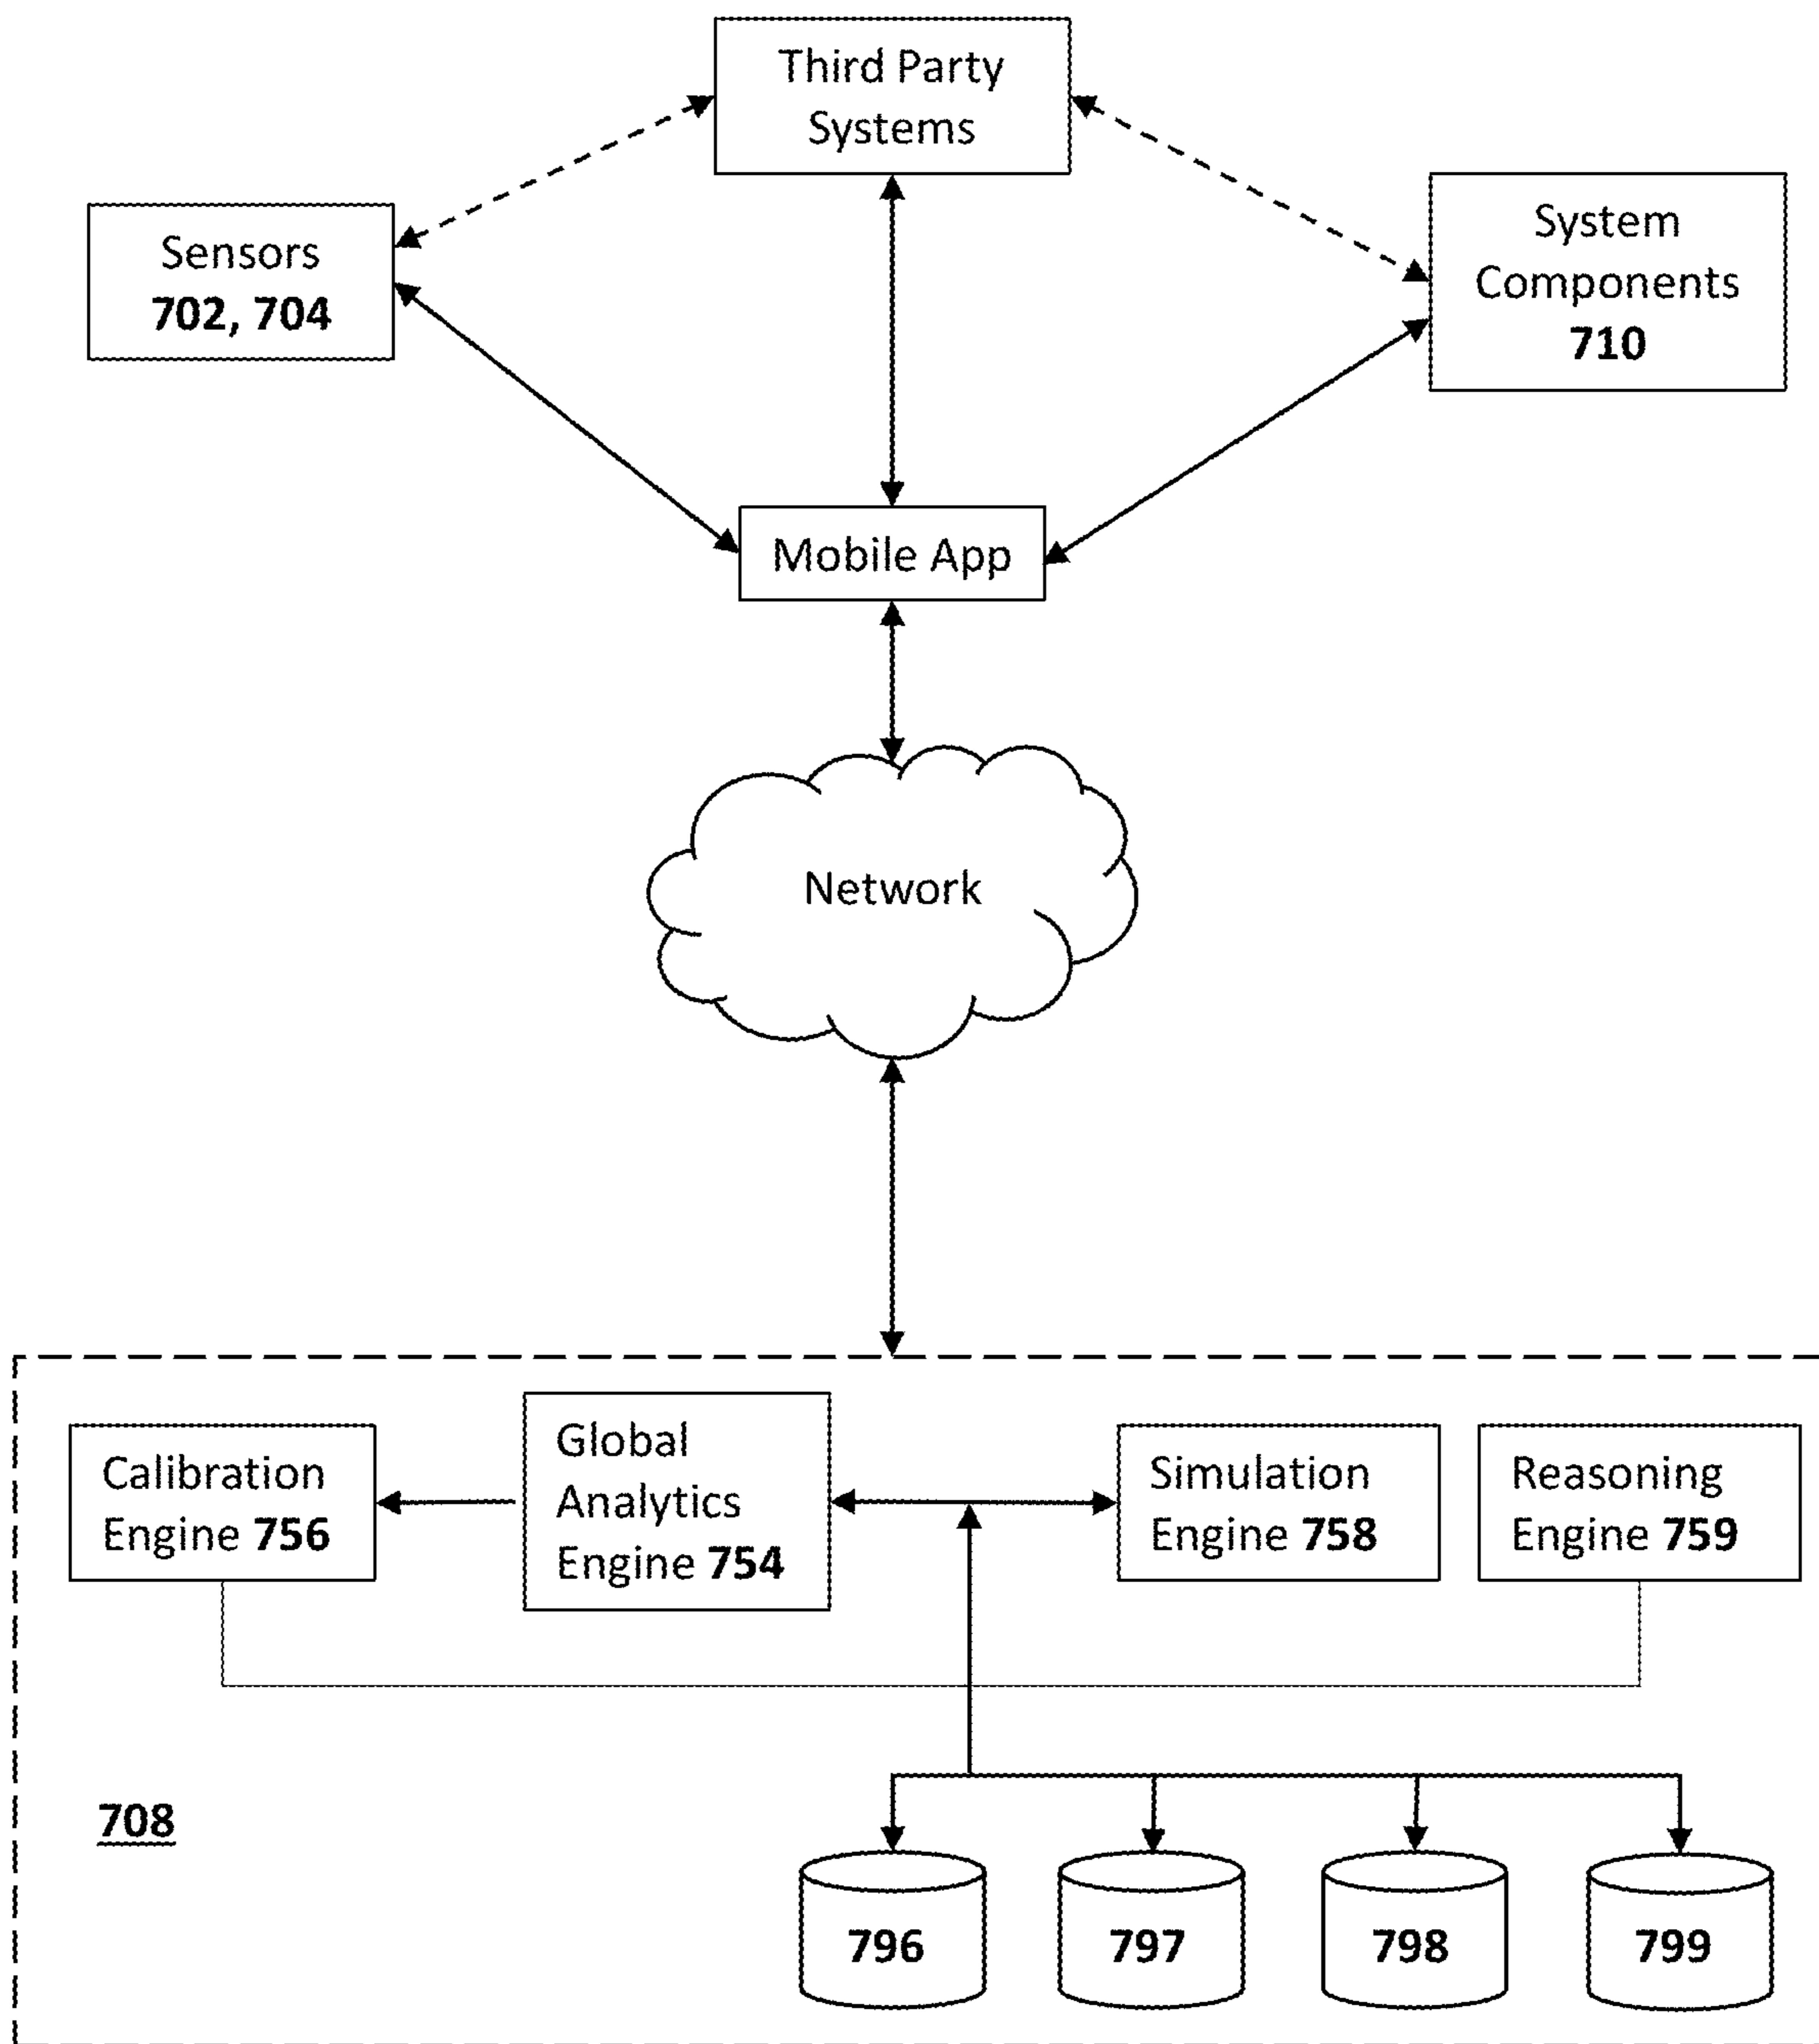 Third Party
Systems
Sensors
702, 704
System
Components
710
Mobile App
Network
Calibration
Engine 756
Global
Analytics
Engine 754
Simulation
Engine 758
Reasoning
Engine 759
708
796
797
798
799